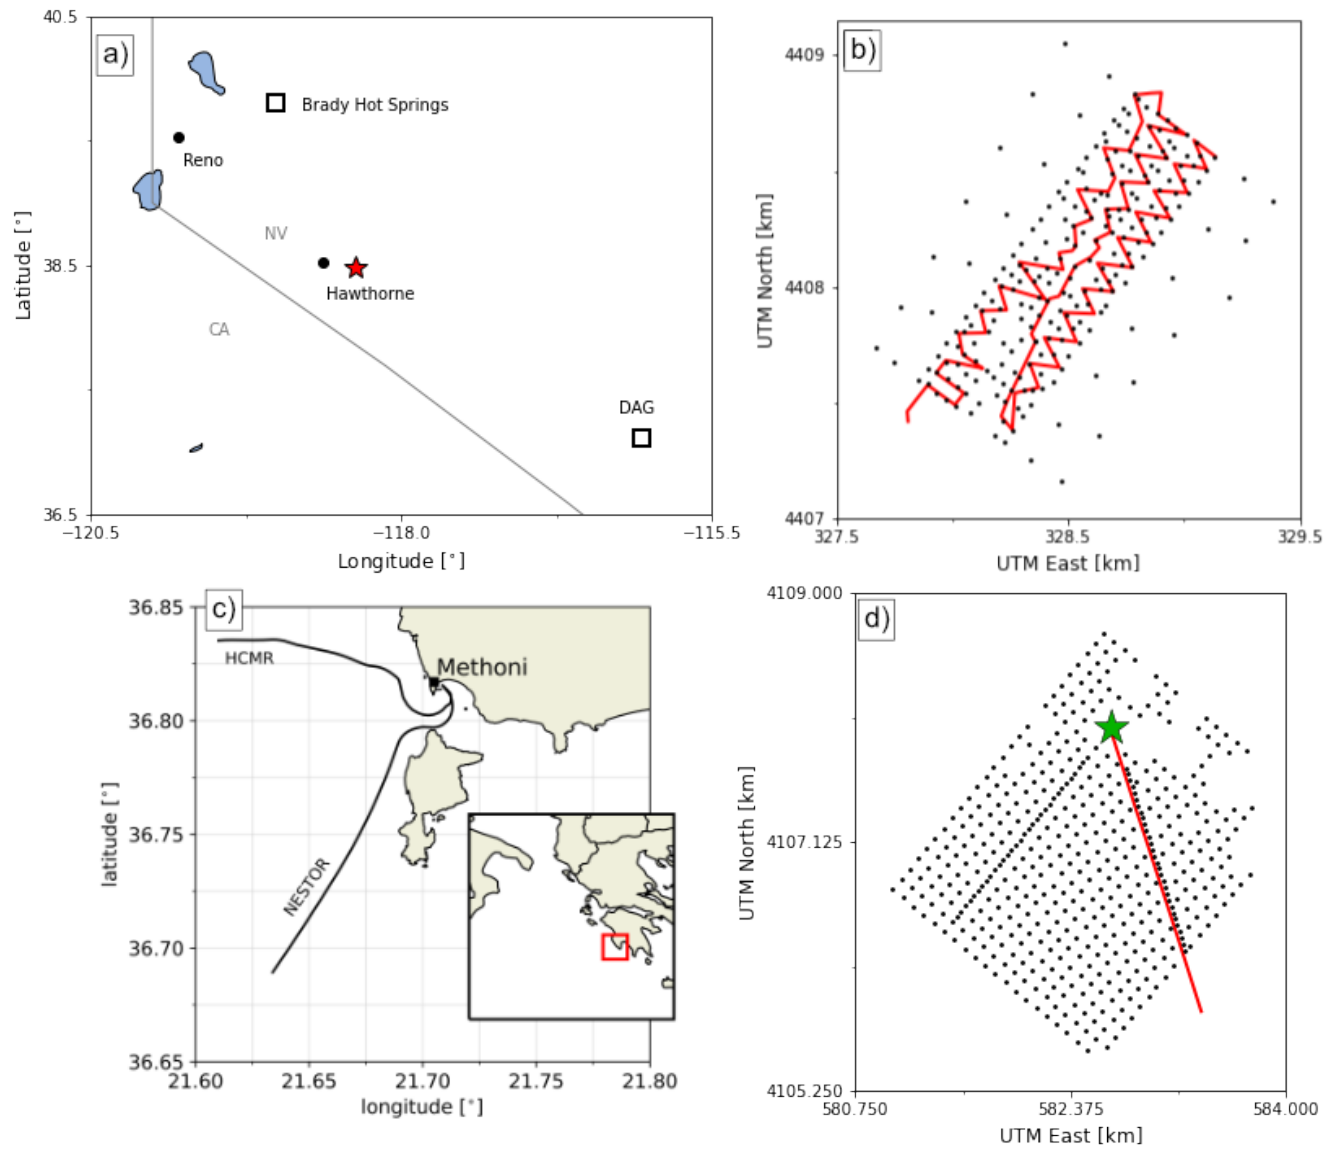 40.5
a)
Brady Hot Springs
Reno
NV
38.5
Hawthorne
CA
DAG
36.5
−120.5
−118.0
−115.5
Latitude [°]
Longitude [°]
b)
4409
4408
4407
327.5
328.5
329.5
UTM North [km]
UTM East [km]
c)
36.85
HCMR
Methoni
36.80
36.75
NESTOR
36.70
36.65
21.60
21.65
21.70
21.75
21.80
latitude [°]
longitude [°]
4109.000
d)
4107.125
4105.250
580.750
582.375
584.000
UTM North [km]
UTM East [km]